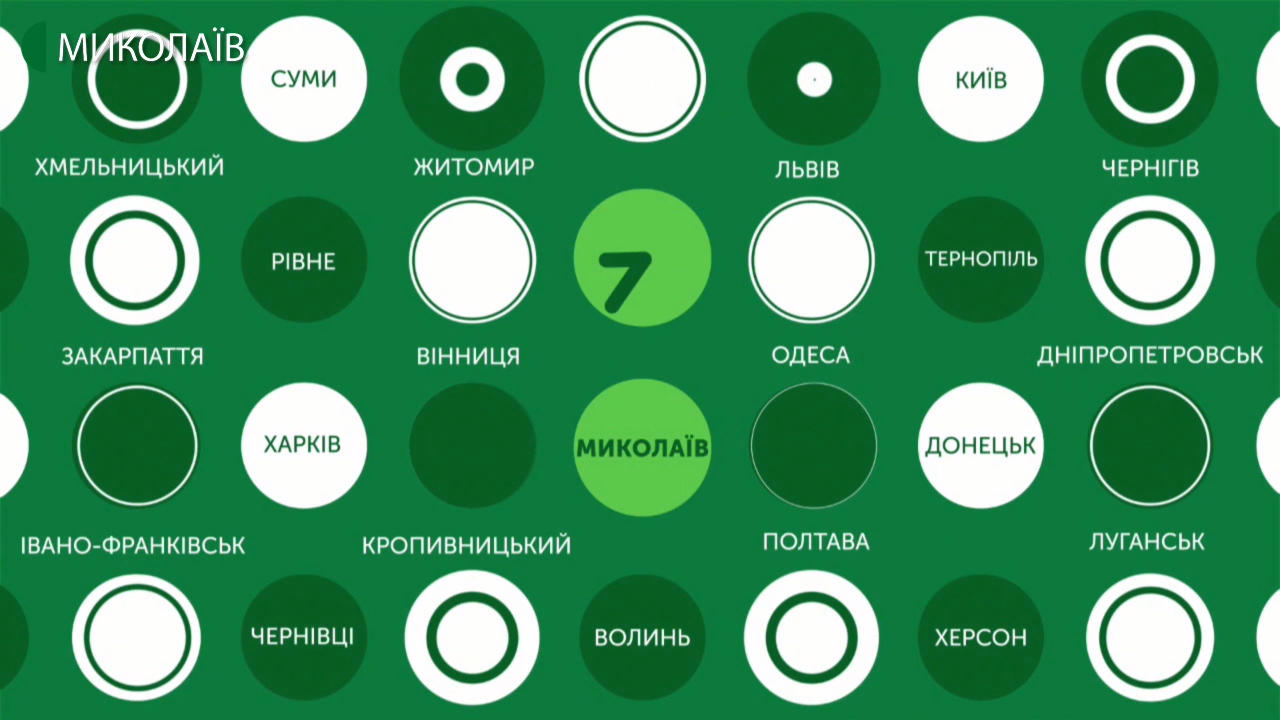 МИКОЛАЇВ
СУМИ
КИЇВ
ХМЕЛЬНИЦЬКИЙ
ЖИТОМИР
ЛЬВІВ
ЧЕРНІГІВ
РІВНЕ
ТЕРНОПІЛЬ
ЗАКАРПАТТЯ
ВІННИЦЯ
ОДЕСА
ДНІПРОПЕТРОВСЬК
ХАРКІВ
МИКОЛАЇВ
ДОНЕЦЬК
ІВАНО-ФРАНКІВСЬК
КРОПИВНИЦЬКИЙ
ПОЛТАВА
ЛУГАНСЬК
ЧЕРНІВЦІ
ВОЛИНЬ
ХЕРСОН